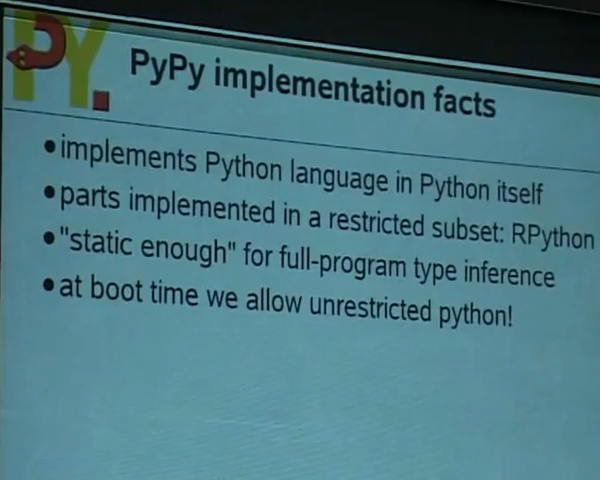 PY.
PyPy implementation facts
•implements Python language in Python itself
•parts implemented in a restricted subset: RPython
•"static enough" for full-program type inference
•at boot time we allow unrestricted python!